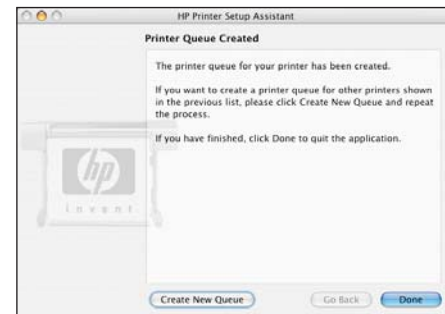 HP Printer Setup Assistant
Printer Queue Created
The printer queue for your printer has been created.
If you want to create a printer queue for other printers shown
in the previous list, please click Create New Queue and repeat
the process.
If you have finished, click Done to quit the application.
hp
invent
Create New Queue
Go Back
Done